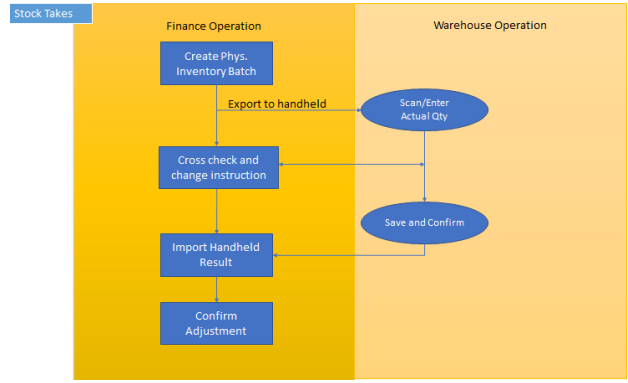 Stock Takes
Finance Operation
Warehouse Operation
Create Phys.
Inventory Batch
Export to handheld
Scan/Enter
Actual Qty
Cross check and
change instruction
Save and Confirm
Import Handheld
Result
Confirm
Adjustment